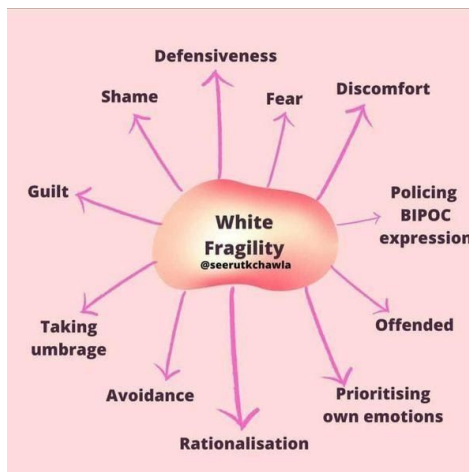 Defensiveness
Shame
Fear
Discomfort
Guilt
Policing
BIPOC
expression
White
Fragility
@seerutkchawla
Taking
umbrage
Offended
Avoidance
Prioritising
own emotions
Rationalisation